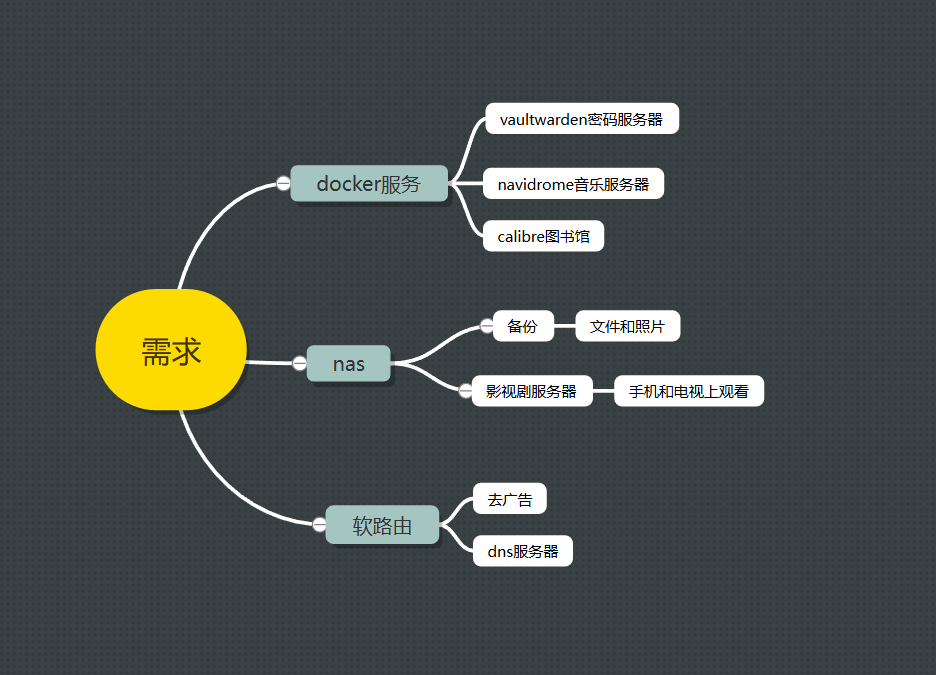 需求
docker服务
vaultwarden密码服务器
navidrome音乐服务器
calibre图书馆
nas
备份
文件和照片
影视剧服务器
手机和电视上观看
软路由
去广告
dns服务器